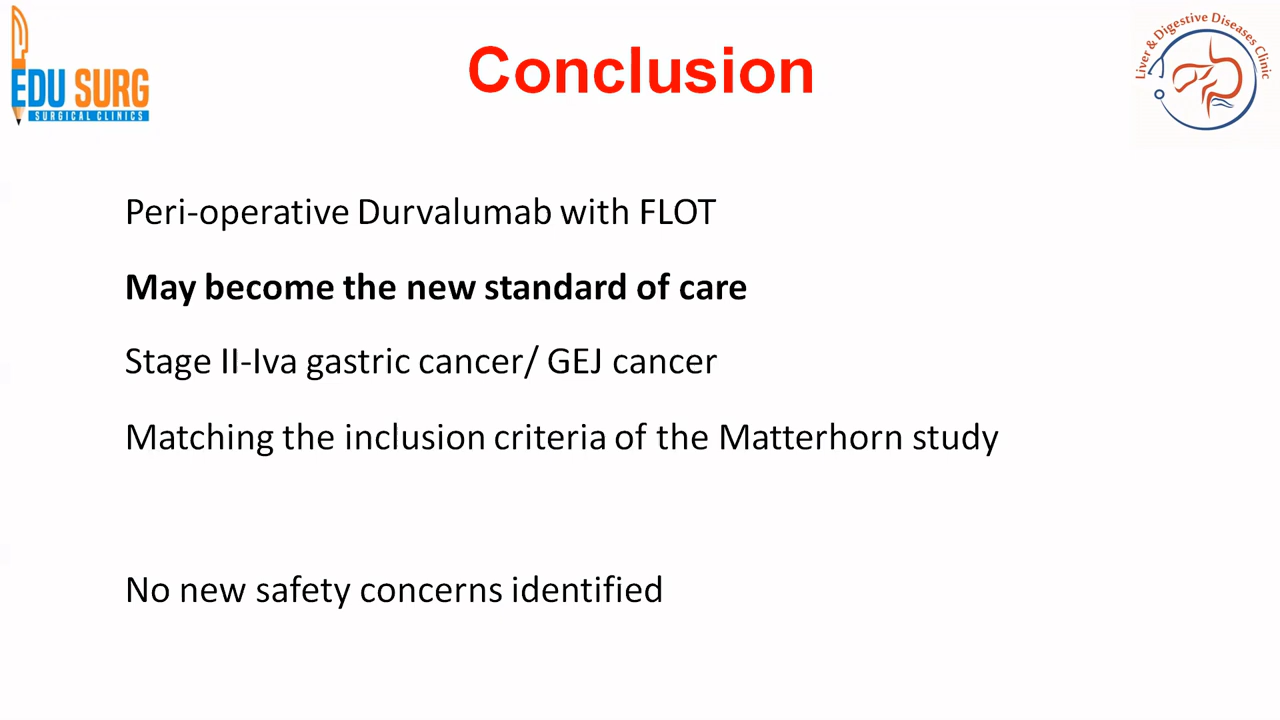 EDU SURG
SURGICAL CLINICS
Conclusion
Liver & Digestive Diseases Clinic
Peri-operative Durvalumab with FLOT
May become the new standard of care
Stage II-Iva gastric cancer/ GEJ cancer
Matching the inclusion criteria of the Matterhorn study
No new safety concerns identified